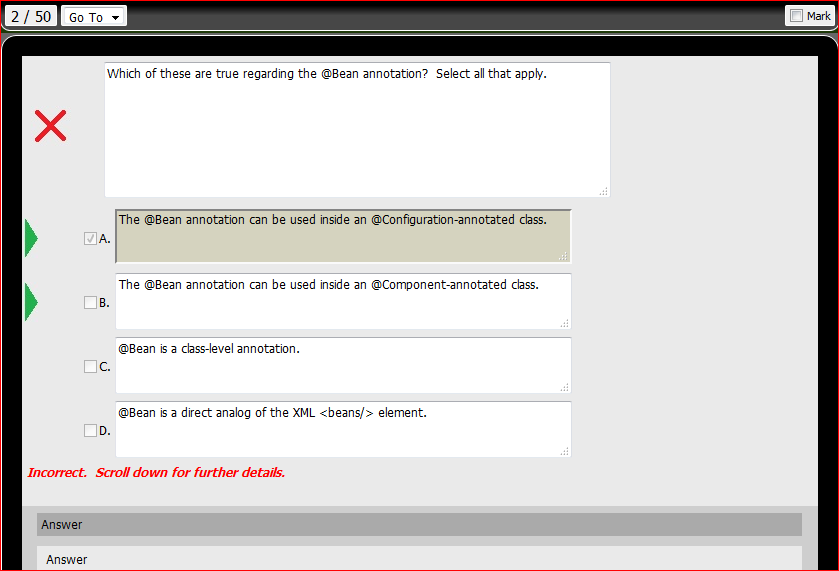 2 / 50 Go To Mark
Which of these are true regarding the @Bean annotation?  Select all that apply.
A. The @Bean annotation can be used inside an @Configuration-annotated class.
B. The @Bean annotation can be used inside an @Component-annotated class.
C. @Bean is a class-level annotation.
D. @Bean is a direct analog of the XML <beans/> element.
Incorrect.  Scroll down for further details.
Answer
Answer